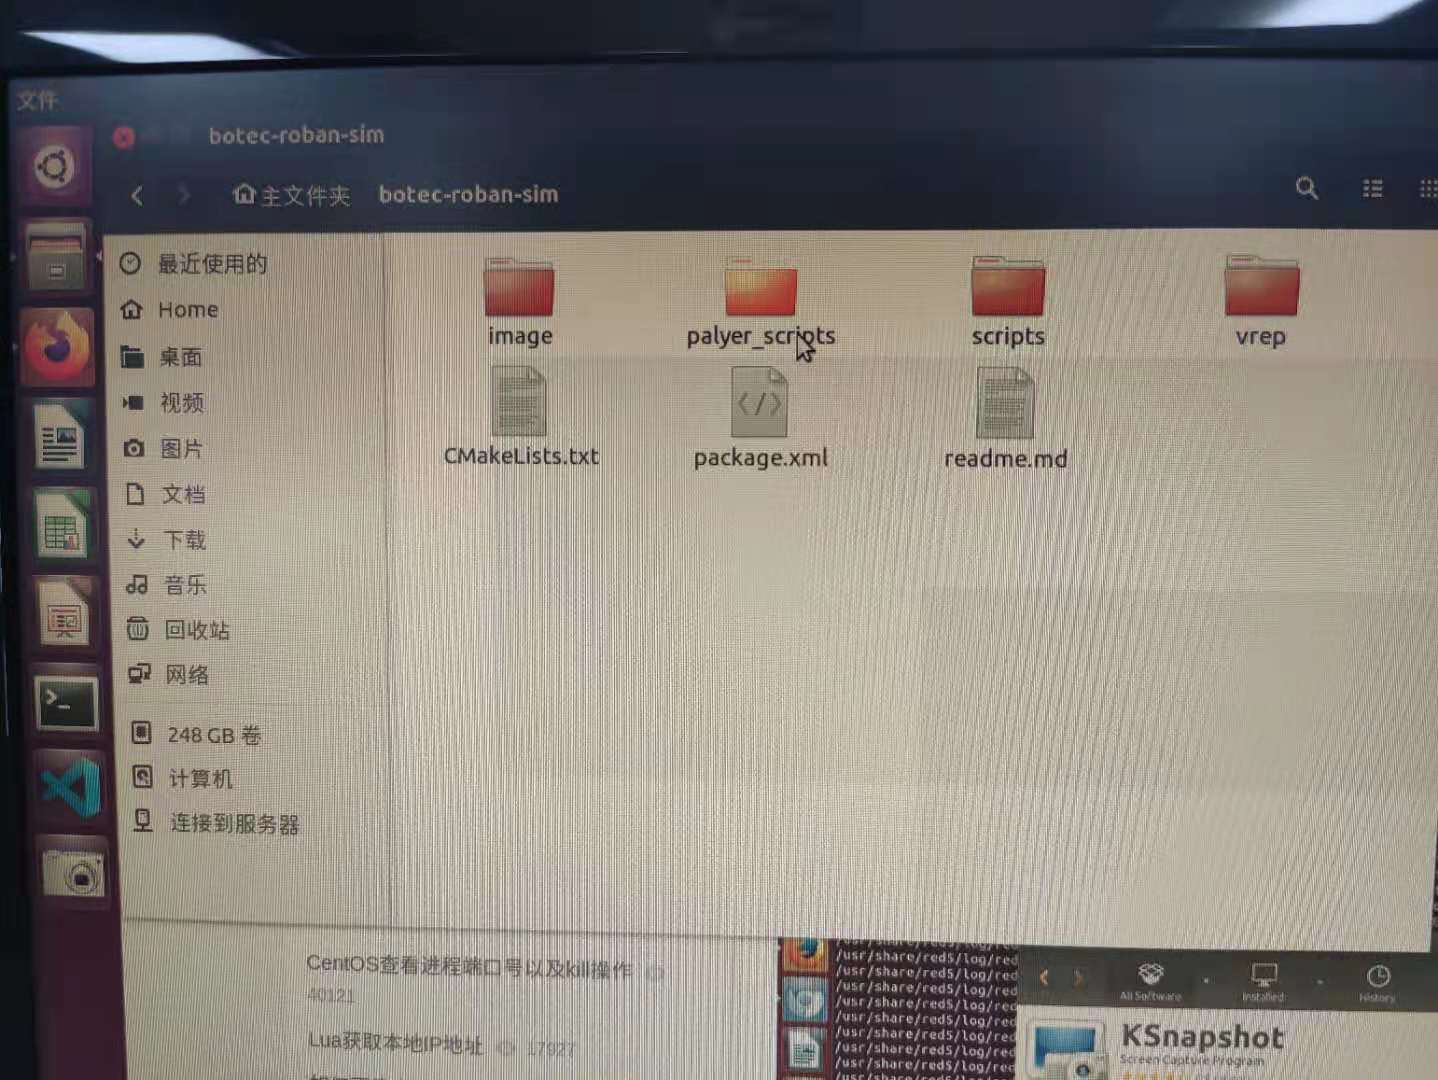 文件
botec-roban-sim
主文件夹 botec-roban-sim
最近使用的
Home
桌面
视频
图片
文档
下载
音乐
回收站
网络
248 GB 卷
计算机
连接到服务器
image
palyer_scripts
scripts
vrep
CMakeLists.txt
package.xml
readme.md
CentOS查看进程端口号以及kill操作
40121
Lua获取本地IP地址 17927
/usr/share/red5/log/red
/usr/share/red5/log/red
/usr/share/red5/log/red
/usr/share/red5/log/red
/usr/share/red5/log/red
/usr/share/red5/log/red
/usr/share/red5/log/red
/usr/share/red5/log/red
All Software
Installed
History
KSnapshot
Screen Capture Program